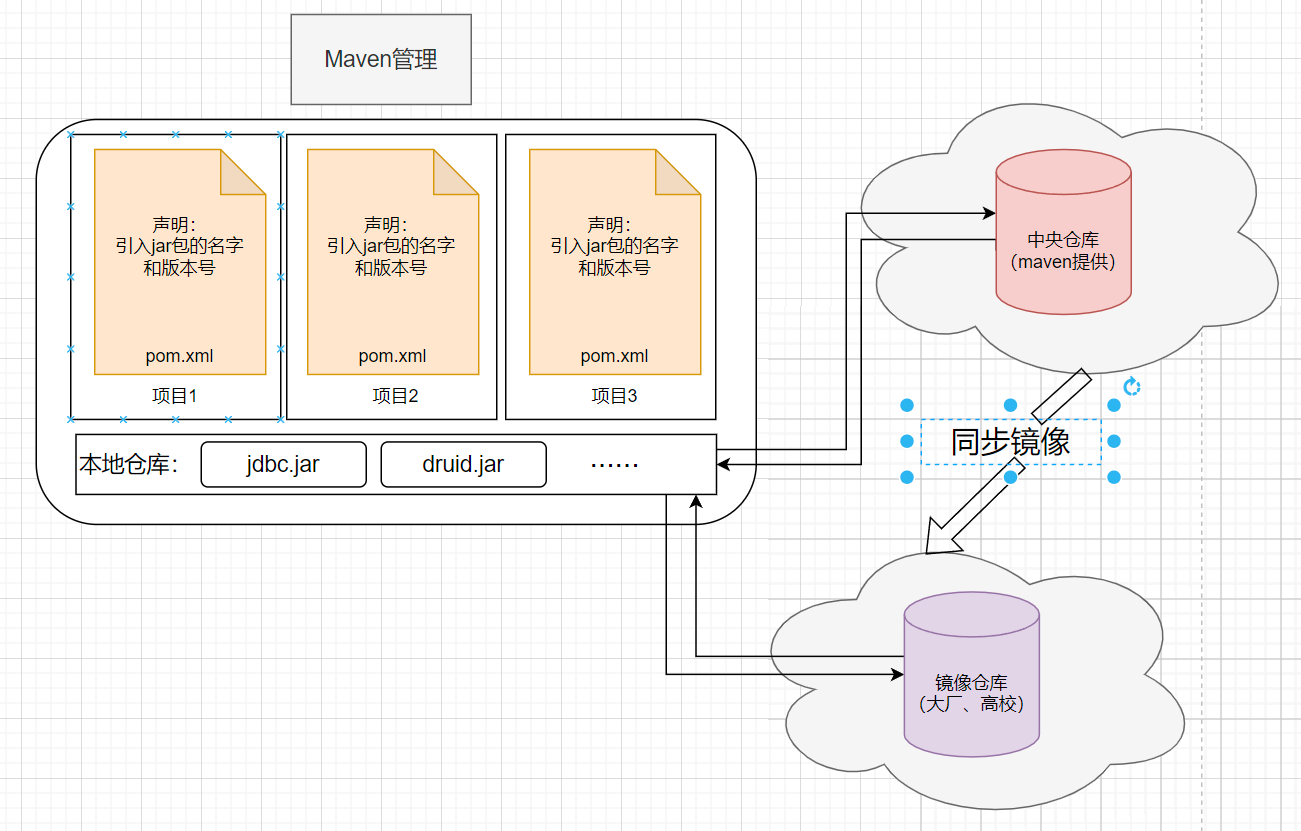 Maven管理
声明：
引入jar包的名字
和版本号
pom.xml
项目1
声明：
引入jar包的名字
和版本号
pom.xml
项目2
声明：
引入jar包的名字
和版本号
pom.xml
项目3
本地仓库：
jdbc.jar
druid.jar
······
中央仓库
（maven提供）
同步镜像
镜像仓库
（大厂、高校）